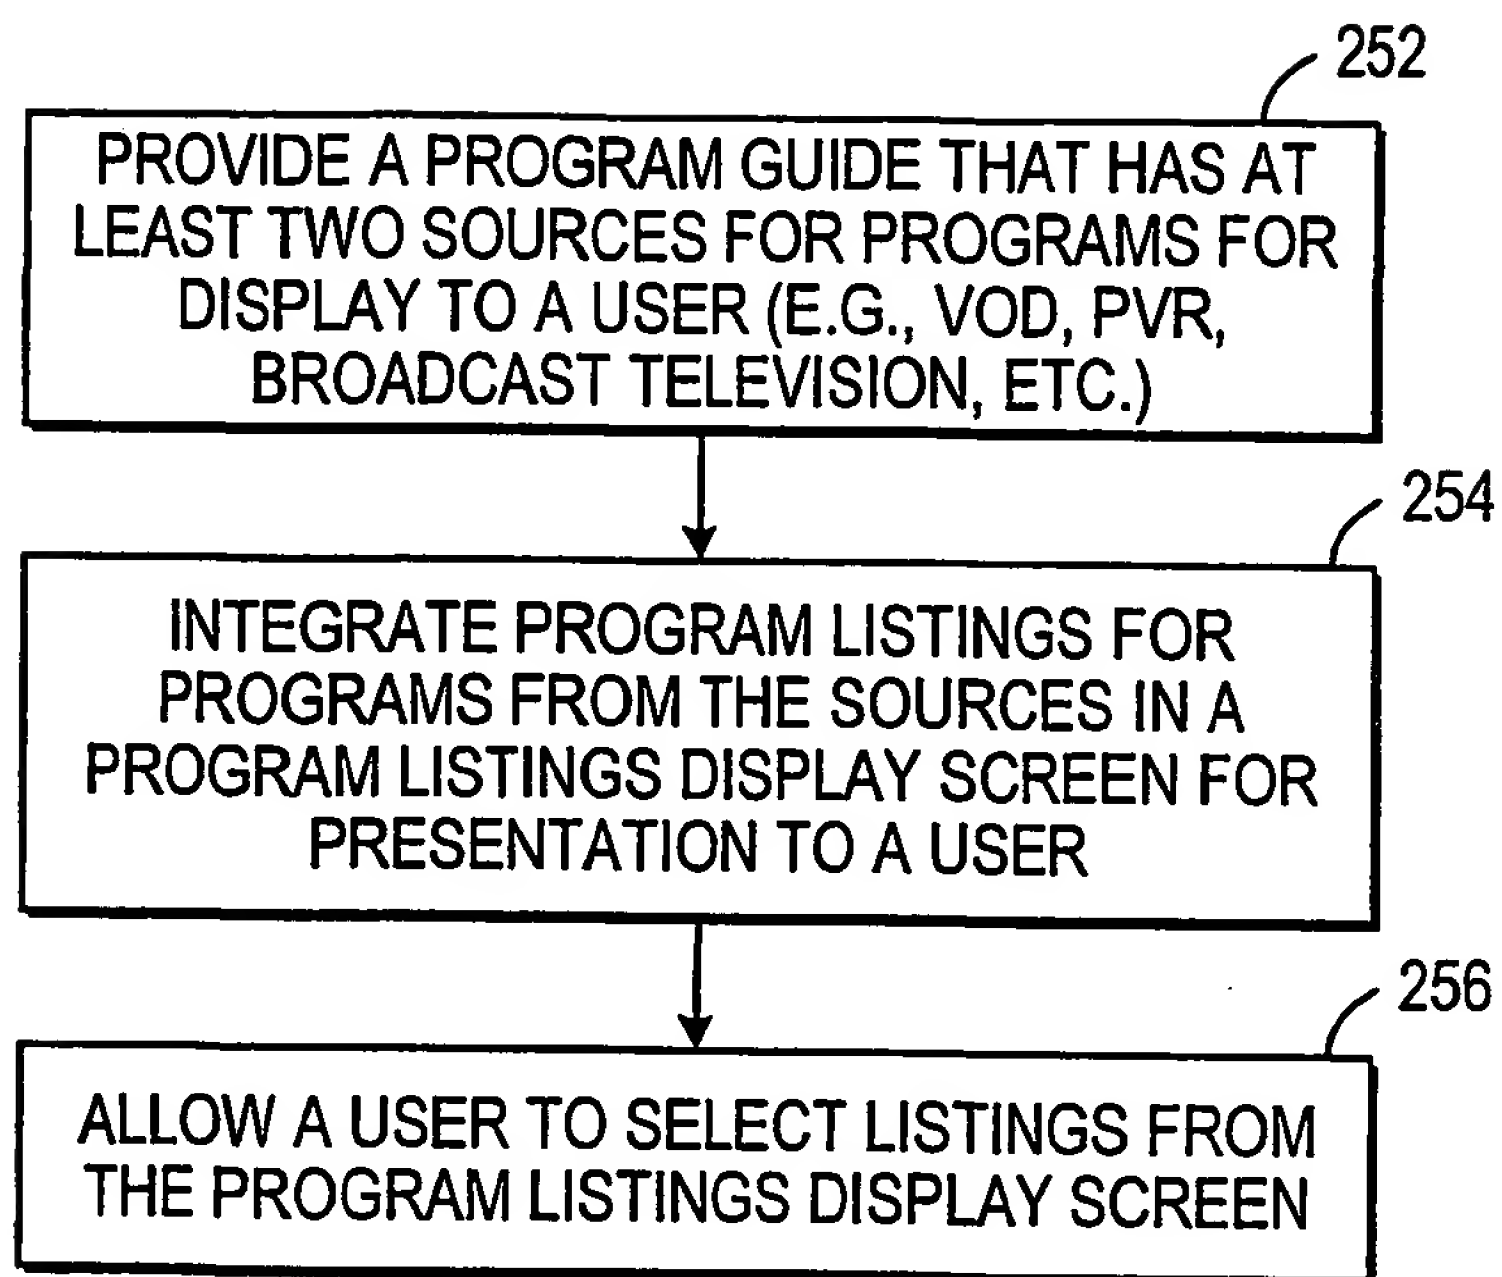 252
PROVIDE A PROGRAM GUIDE THAT HAS AT
LEAST TWO SOURCES FOR PROGRAMS FOR
DISPLAY TO A USER (E.G., VOD, PVR,
BROADCAST TELEVISION, ETC.)
254
INTEGRATE PROGRAM LISTINGS FOR
PROGRAMS FROM THE SOURCES IN A
PROGRAM LISTINGS DISPLAY SCREEN FOR
PRESENTATION TO A USER
256
ALLOW A USER TO SELECT LISTINGS FROM
THE PROGRAM LISTINGS DISPLAY SCREEN